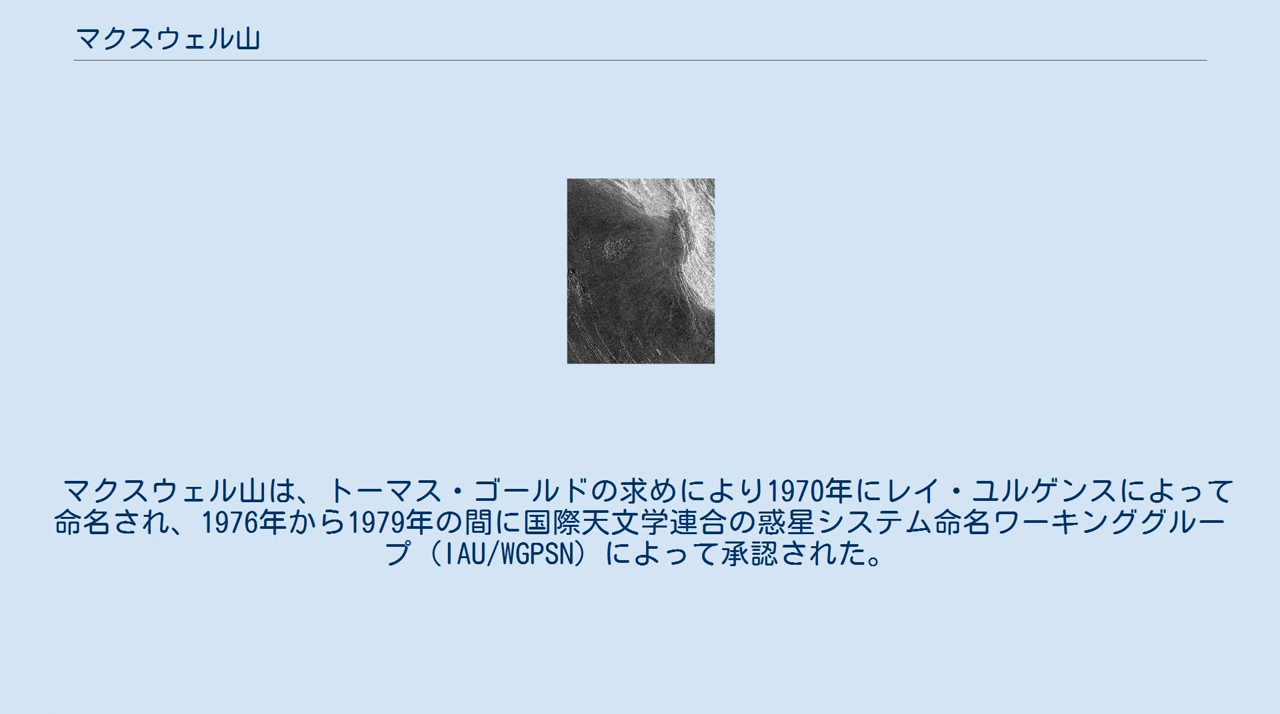 マクスウェル山
マクスウェル山は、トーマス・ゴールドの求めにより1970年にレイ・ユルゲンスによって
命名され、1976年から1979年の間に国際天文学連合の惑星システム命名ワーキンググルー
プ（IAU/WGPSN）によって承認された。